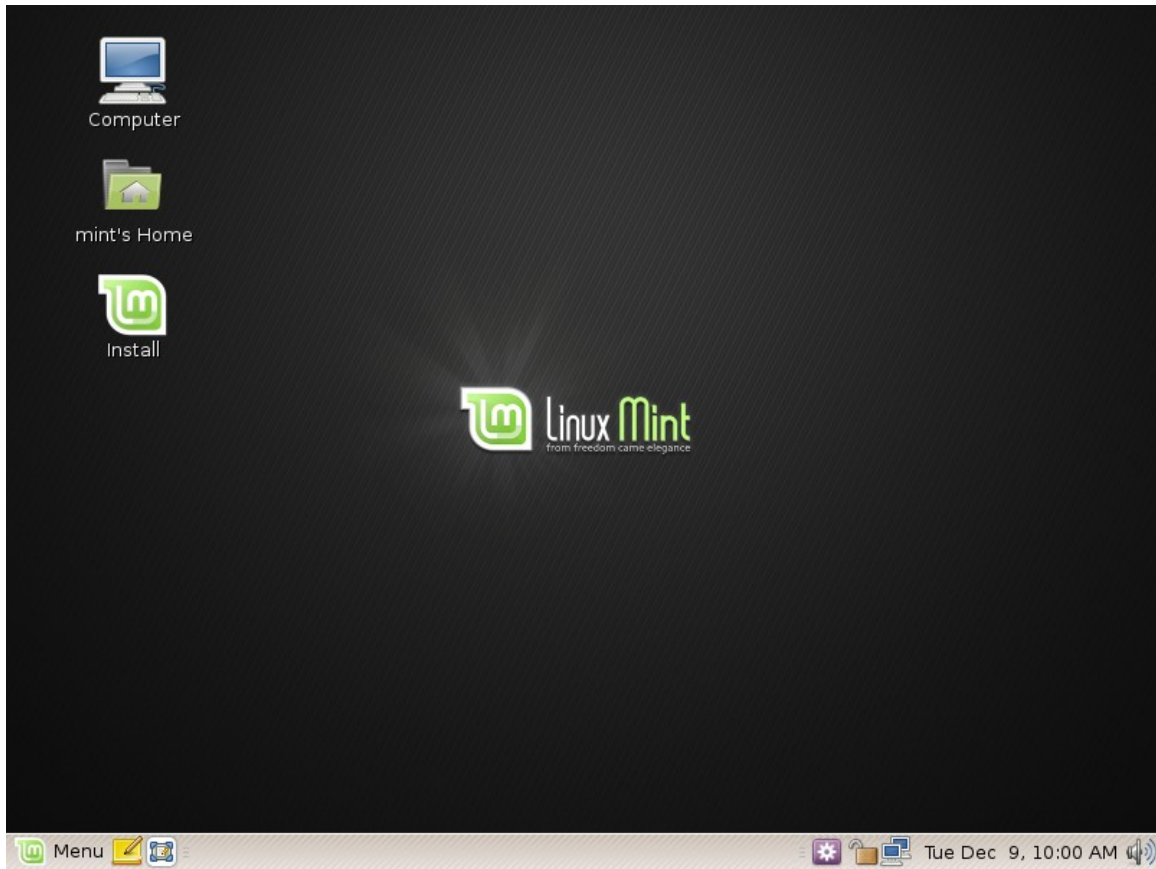 Computer
mint's Home
Install
Linux Mint
from freedom came elegance
Menu
Tue Dec 9, 10:00 AM